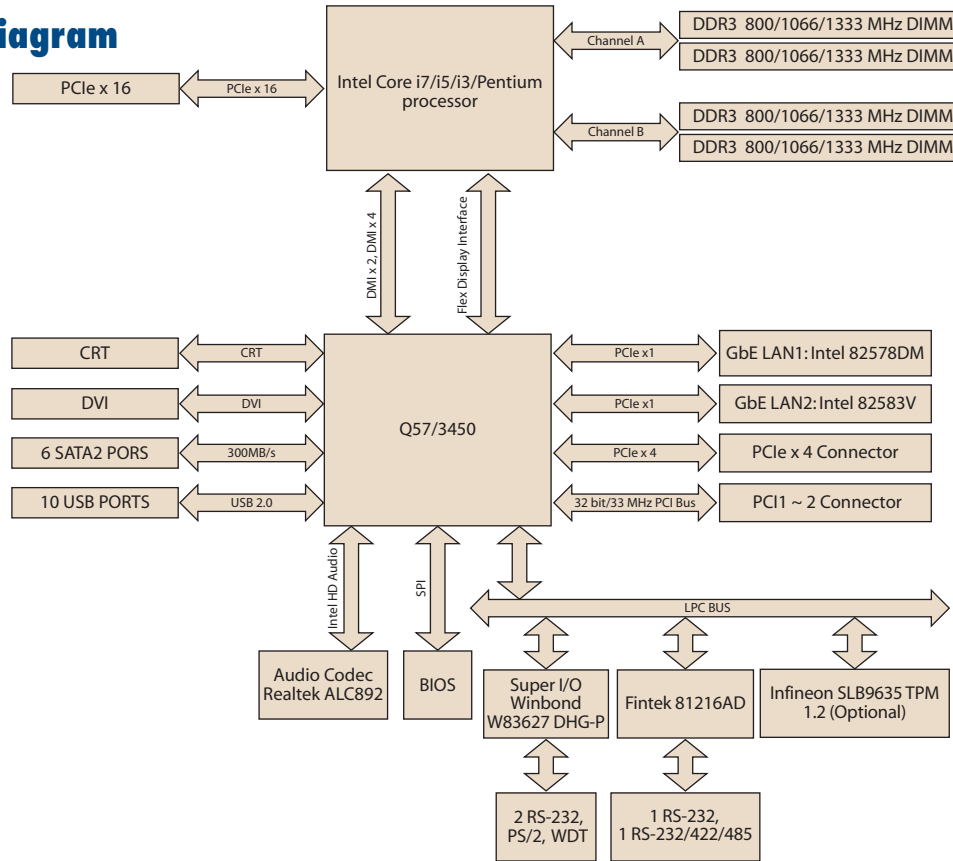 iagram
DDR3 800/1066/1333 MHz DIMM
Channel A
DDR3 800/1066/1333 MHz DIMM
PCIe x 16
PCIe x 16
Intel Core i7/i5/i3/Pentium
processor
DDR3 800/1066/1333 MHz DIMM
Channel B
DDR3 800/1066/1333 MHz DIMM
DMI x 2, DMI x 4
Flex Display Interface
CRT
CRT
PCIe x1
GbE LAN1: Intel 82578DM
DVI
DVI
PCIe x1
GbE LAN2: Intel 82583V
Q57/3450
6 SATA2 PORS
300MB/s
PCIe x 4
PCIe x 4 Connector
10 USB PORTS
USB 2.0
32 bit/33 MHz PCI Bus
PCI1 ~ 2 Connector
Intel HD Audio
SPI
LPC BUS
Audio Codec
Realtek ALC892
BIOS
Super I/O
Winbond
W83627 DHG-P
Fintek 81216AD
Infineon SLB9635 TPM
1.2 (Optional)
2 RS-232,
PS/2, WDT
1 RS-232,
1 RS-232/422/485